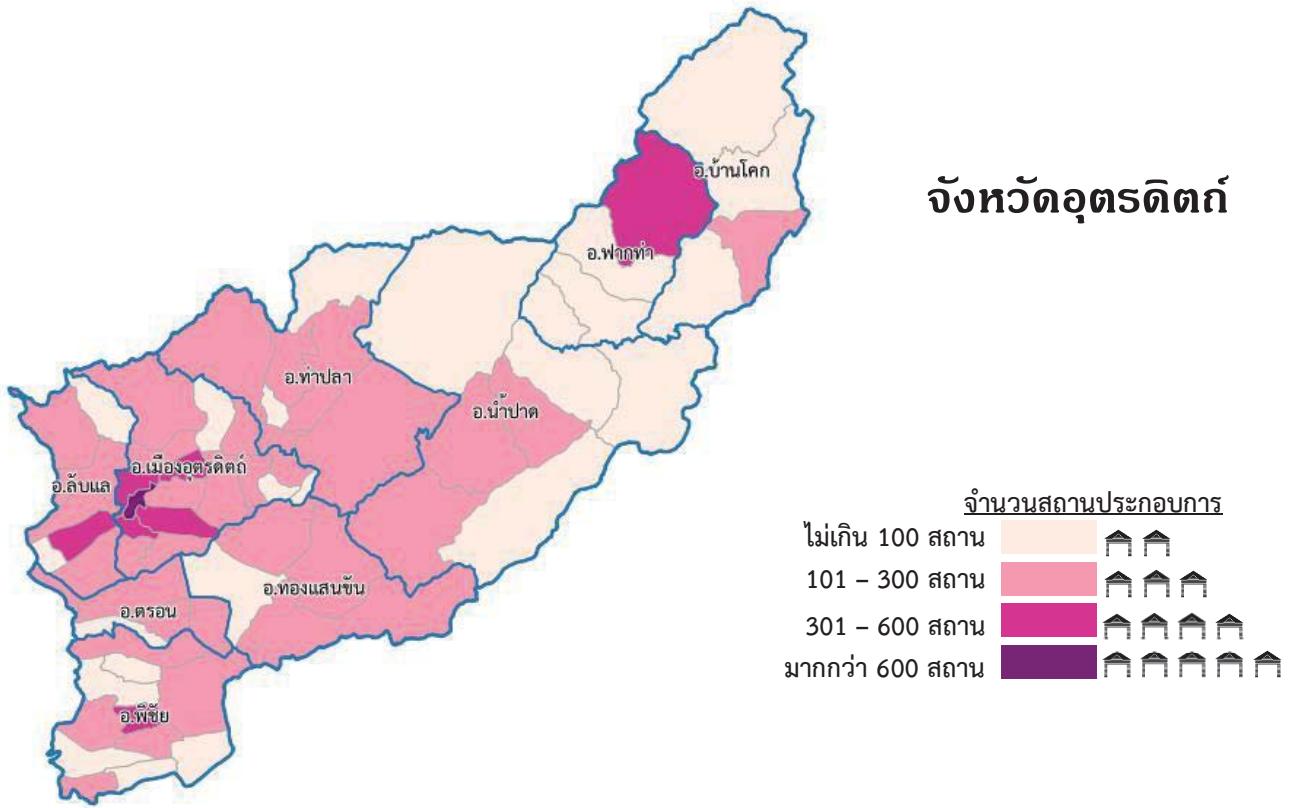 จังหวัดอุตรดิตถ์
อ.บ้านโคก
อ.ฟากท่า
อ.ท่าปลา
อ.น้ำปาด
อ.เมืองอุตรดิตถ์
อ.ลับแล
อ.ทองแสนขัน
อ.ตรอน
อ.พิชัย
จำนวนสถานประกอบการ
ไม่เกิน 100 สถาน
101 – 300 สถาน
301 – 600 สถาน
มากกว่า 600 สถาน